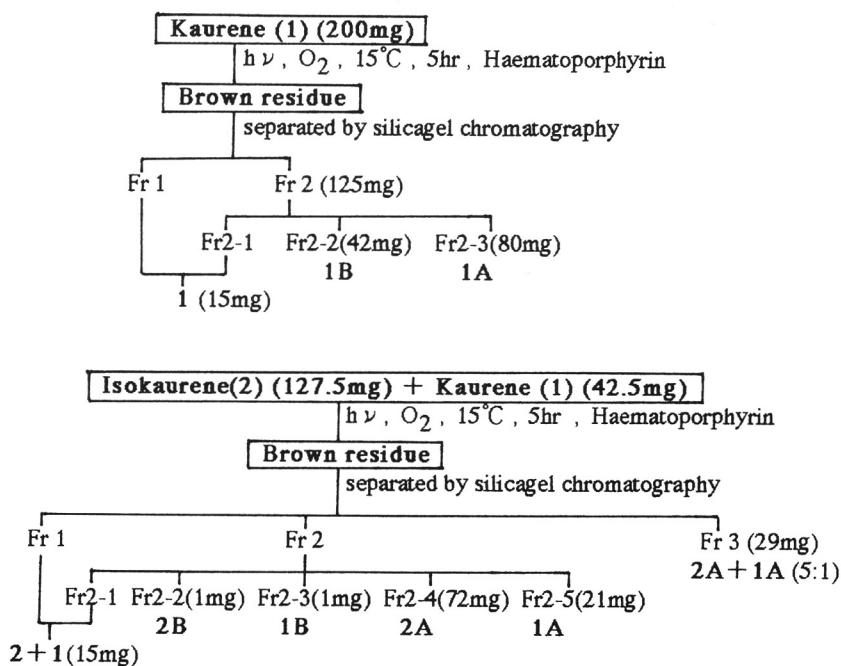 Kaurene (1) (200mg)
hν, O2, 15°C, 5hr, Haematoporphyrin
Brown residue
separated by silicagel chromatography
Fr 1 Fr 2 (125mg)
Fr2-1 Fr2-2(42mg) Fr2-3(80mg)
1B 1A
1 (15mg)
Isokaurene(2) (127.5mg) + Kaurene (1) (42.5mg)
hν, O2, 15°C, 5hr, Haematoporphyrin
Brown residue
separated by silicagel chromatography
Fr 1 Fr 2 Fr 3 (29mg)
2A + 1A (5:1)
Fr2-1 Fr2-2(1mg) Fr2-3(1mg) Fr2-4(72mg) Fr2-5(21mg)
2B 1B 2A 1A
2 + 1 (15mg)